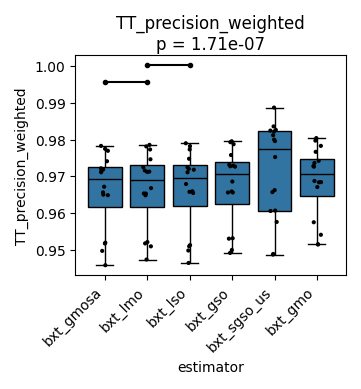 TT_precision_weighted
p = 1.71e-07
TT_precision_weighted
1.00
0.99
0.98
0.97
0.96
0.95
bxt_gmosa
bxt_lmo
bxt_lso
bxt_gso
bxt_sgso_us
bxt_gmo
estimator